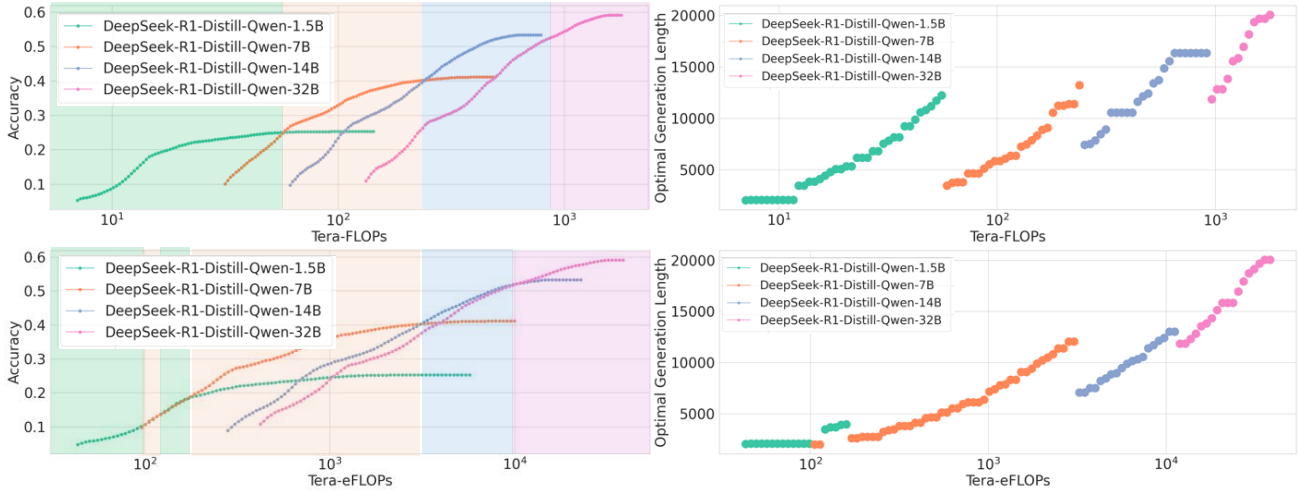 0.6
0.5
0.4
0.3
0.2
0.1
Accuracy
DeepSeek-R1-Distill-Qwen-1.5B
DeepSeek-R1-Distill-Qwen-7B
DeepSeek-R1-Distill-Qwen-14B
DeepSeek-R1-Distill-Qwen-32B
10¹ 10² 10³
Tera-FLOPs
20000
15000
10000
5000
Optimal Generation Length
DeepSeek-R1-Distill-Qwen-1.5B
DeepSeek-R1-Distill-Qwen-7B
DeepSeek-R1-Distill-Qwen-14B
DeepSeek-R1-Distill-Qwen-32B
10¹ 10² 10³
Tera-FLOPs
0.6
0.5
0.4
0.3
0.2
0.1
Accuracy
DeepSeek-R1-Distill-Qwen-1.5B
DeepSeek-R1-Distill-Qwen-7B
DeepSeek-R1-Distill-Qwen-14B
DeepSeek-R1-Distill-Qwen-32B
10² 10³ 10⁴
Tera-eFLOPs
20000
15000
10000
5000
Optimal Generation Length
DeepSeek-R1-Distill-Qwen-1.5B
DeepSeek-R1-Distill-Qwen-7B
DeepSeek-R1-Distill-Qwen-14B
DeepSeek-R1-Distill-Qwen-32B
10² 10³ 10⁴
Tera-eFLOPs